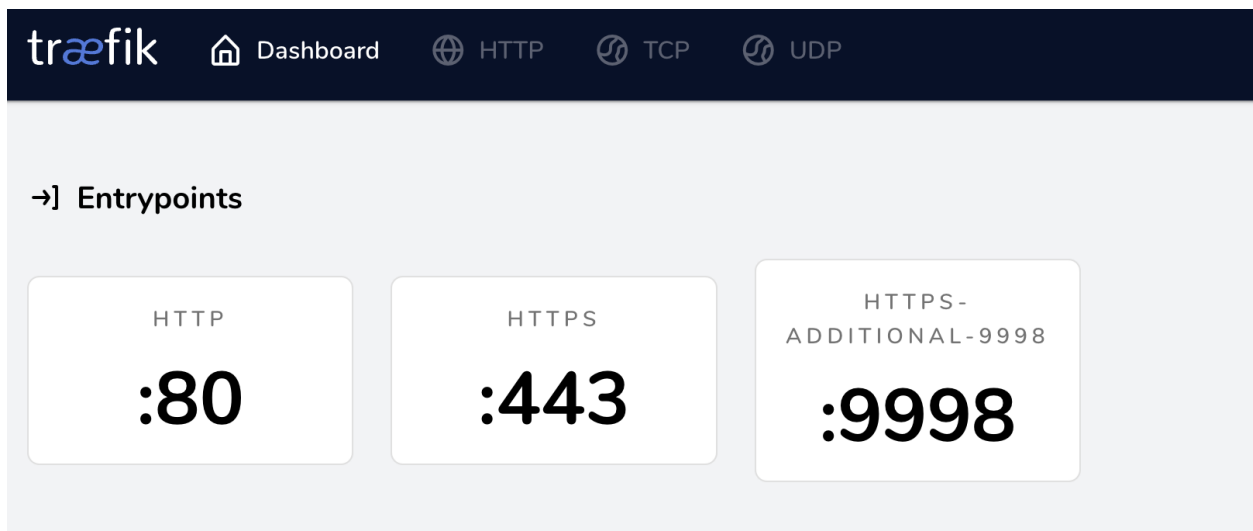 træfik Dashboard HTTP TCP UDP
Entrypoints
HTTP
:80
HTTPS
:443
HTTPS-
ADDITIONAL-9998
:9998